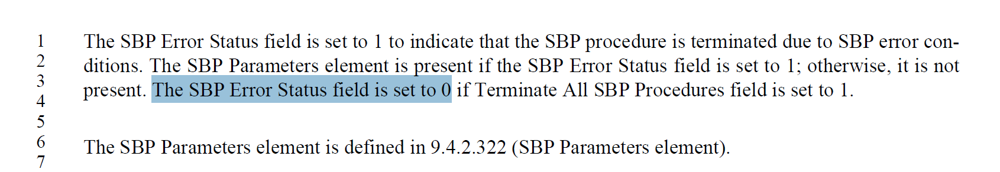 1 The SBP Error Status field is set to 1 to indicate that the SBP procedure is terminated due to SBP error con-
2 ditions. The SBP Parameters element is present if the SBP Error Status field is set to 1; otherwise, it is not
3 present. The SBP Error Status field is set to 0 if Terminate All SBP Procedures field is set to 1.
4
5
6 The SBP Parameters element is defined in 9.4.2.322 (SBP Parameters element).
7